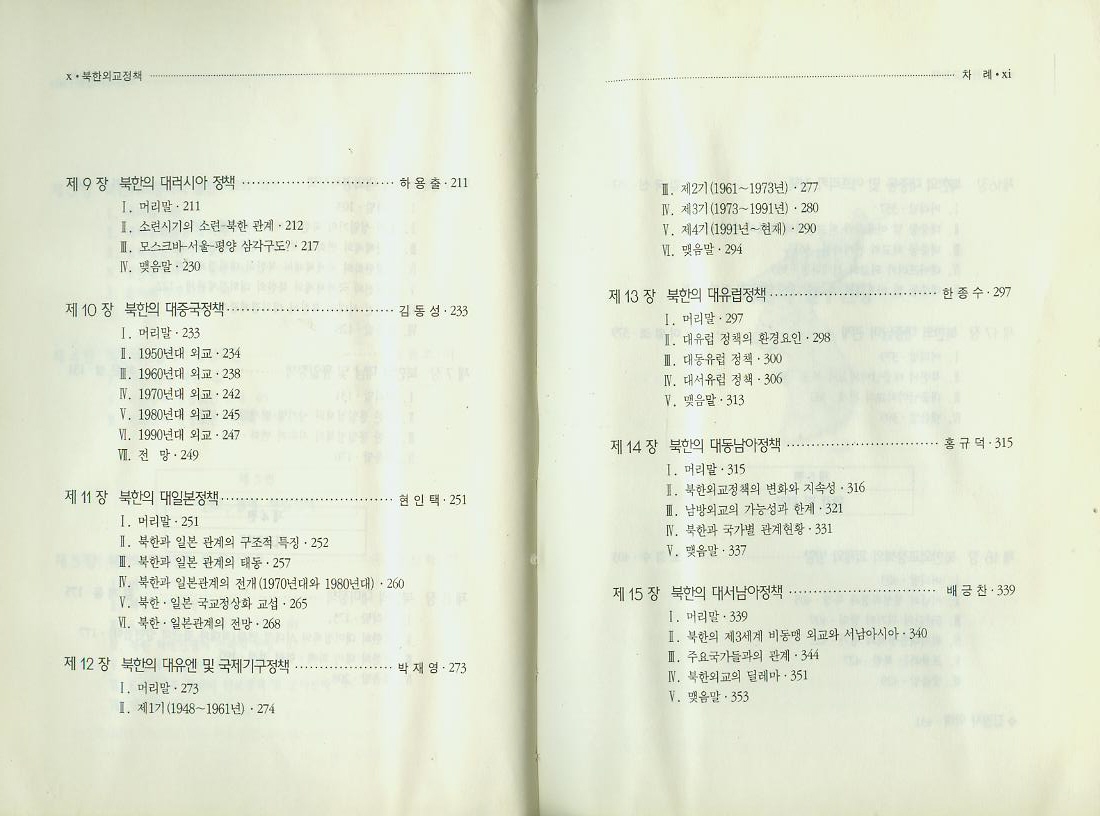 x • 북한외교정책
제 9 장 북한의 대러시아 정책 ································ 하 용 출 · 211
Ⅰ. 머리말 · 211
Ⅱ. 소련시기의 소련-북한 관계 · 212
Ⅲ. 모스크바-서울-평양 삼각구도? · 217
Ⅳ. 맺음말 · 230
제 10 장 북한의 대중국정책 ································ 김 동 성 · 233
Ⅰ. 머리말 · 233
Ⅱ. 1950년대 외교 · 234
Ⅲ. 1960년대 외교 · 238
Ⅳ. 1970년대 외교 · 242
Ⅴ. 1980년대 외교 · 245
Ⅵ. 1990년대 외교 · 247
Ⅶ. 전 망 · 249
제 11 장 북한의 대일본정책 ································ 현 인 택 · 251
Ⅰ. 머리말 · 251
Ⅱ. 북한과 일본 관계의 구조적 특징 · 252
Ⅲ. 북한과 일본 관계의 태동 · 257
Ⅳ. 북한과 일본관계의 전개(1970년대와 1980년대) · 260
Ⅴ. 북한 · 일본 국교정상화 교섭 · 265
Ⅵ. 북한 · 일본관계의 전망 · 268
제 12 장 북한의 대유엔 및 국제기구정책 ···················· 박 재 영 · 273
Ⅰ. 머리말 · 273
Ⅱ. 제1기(1948~1961년) · 274
차 례 • xi
Ⅲ. 제2기(1961~1973년) · 277
Ⅳ. 제3기(1973~1991년) · 280
Ⅴ. 제4기(1991년~현재) · 290
Ⅵ. 맺음말 · 294
제 13 장 북한의 대유럽정책 ································ 한 종 수 · 297
Ⅰ. 머리말 · 297
Ⅱ. 대유럽 정책의 환경요인 · 298
Ⅲ. 대동유럽 정책 · 300
Ⅳ. 대서유럽 정책 · 306
Ⅴ. 맺음말 · 313
제 14 장 북한의 대동남아정책 ······························ 홍 규 덕 · 315
Ⅰ. 머리말 · 315
Ⅱ. 북한외교정책의 변화와 지속성 · 316
Ⅲ. 남방외교의 가능성과 한계 · 321
Ⅳ. 북한과 국가별 관계현황 · 331
Ⅴ. 맺음말 · 337
제 15 장 북한의 대서남아정책 ······························ 배 긍 찬 · 339
Ⅰ. 머리말 · 339
Ⅱ. 북한의 제3세계 비동맹 외교와 서남아시아 · 340
Ⅲ. 주요국가들과의 관계 · 344
Ⅳ. 북한외교의 딜레마 · 351
Ⅴ. 맺음말 · 353